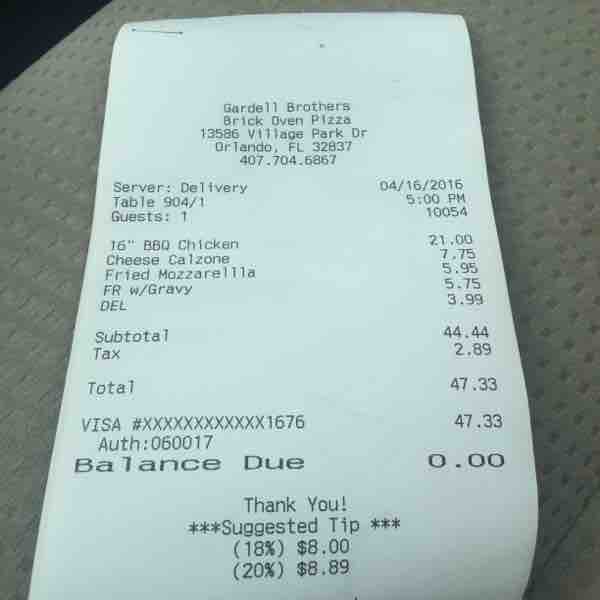 Gardell Brothers
Brick Oven Pizza
13586 Village Park Dr
Orlando, FL 32837
407.704.6867
Server: Delivery 04/16/2016
Table 904/1 5:00 PM
Guests: 1 10054
16" BBQ Chicken 21.00
Cheese Calzone 7.75
Fried Mozzarellla 5.95
FR w/Gravy 5.75
DEL 3.99
Subtotal 44.44
Tax 2.89
Total 47.33
VISA #XXXXXXXXXXXX1676 47.33
Auth:060017
Balance Due 0.00
Thank You!
***Suggested Tip ***
(18%) $8.00
(20%) $8.89